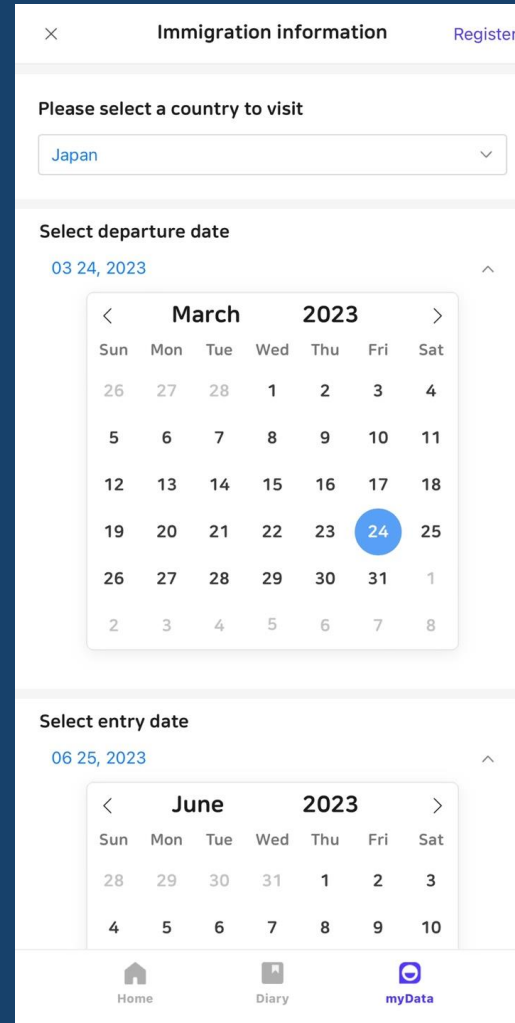 Immigration information Register
Please select a country to visit
Japan
Select departure date
03 24, 2023
March 2023
Sun Mon Tue Wed Thu Fri Sat
26 27 28 1 2 3 4
5 6 7 8 9 10 11
12 13 14 15 16 17 18
19 20 21 22 23 24 25
26 27 28 29 30 31 1
2 3 4 5 6 7 8
Select entry date
06 25, 2023
June 2023
Sun Mon Tue Wed Thu Fri Sat
28 29 30 31 1 2 3
4 5 6 7 8 9 10
Home Diary myData